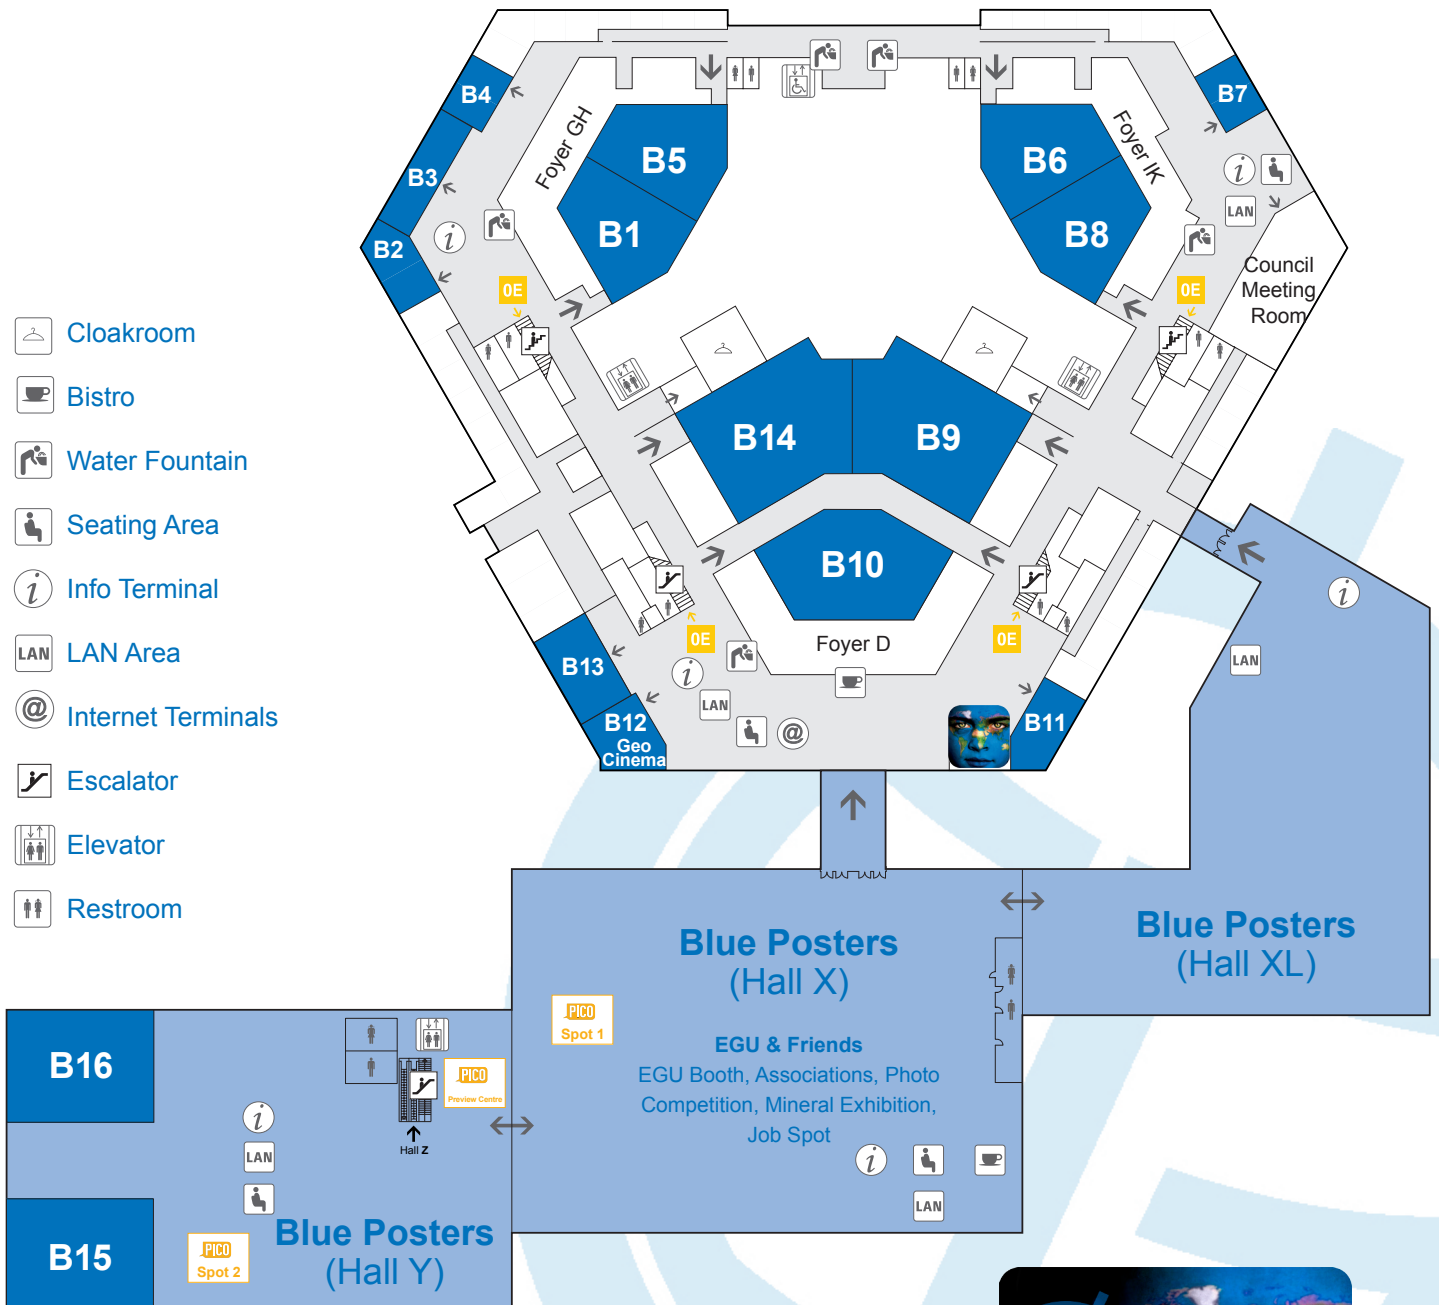 B4
B3
B2
Foyer GH
B5
B1
B6
B8
Foyer IK
B7
i
LAN
i
Council
Meeting
Room
0E
0E
Cloakroom
Bistro
Water Fountain
Seating Area
i Info Terminal
LAN LAN Area
@ Internet Terminals
Escalator
Elevator
Restroom
B14
B9
B10
Foyer D
0E
0E
B13
B12
Geo
Cinema
i
LAN
@
B11
i
LAN
Blue Posters
(Hall X)
Blue Posters
(Hall XL)
PICO
Spot 1
EGU & Friends
EGU Booth, Associations, Photo
Competition, Mineral Exhibition,
Job Spot
i
LAN
B16
PICO
Preview Centre
Hall Z
i
LAN
B15
PICO
Spot 2
Blue Posters
(Hall Y)